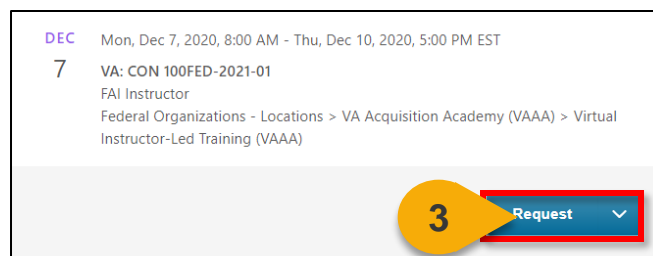 DEC
Mon, Dec 7, 2020, 8:00 AM - Thu, Dec 10, 2020, 5:00 PM EST
7
VA: CON 100FED-2021-01
FAI Instructor
Federal Organizations - Locations > VA Acquisition Academy (VAAA) > Virtual
Instructor-Led Training (VAAA)
3
Request